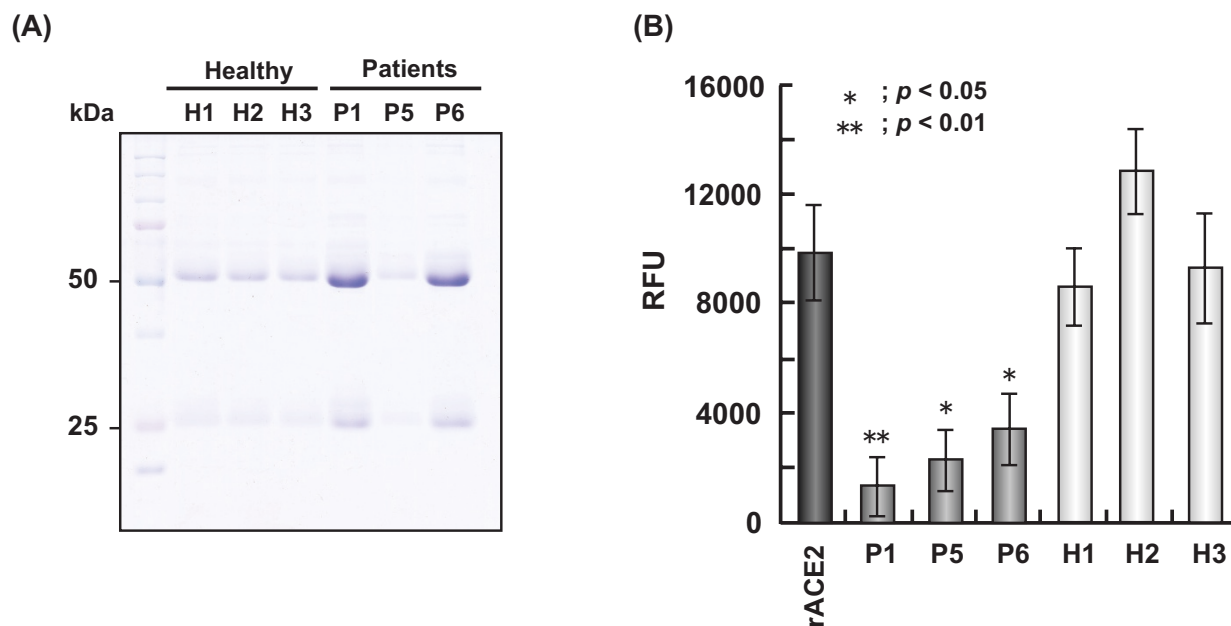 (A)
Healthy Patients
kDa H1 H2 H3 P1 P5 P6
50
25
(B)
16000
12000
8000
4000
0
RFU
* ; p < 0.05
** ; p < 0.01
** * *
rACE2 P1 P5 P6 H1 H2 H3